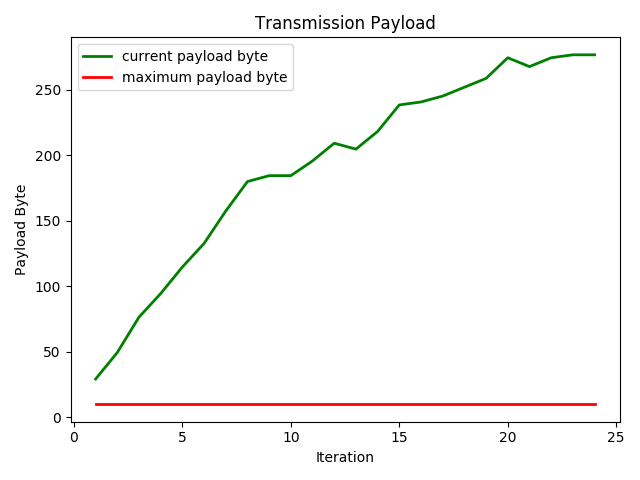 Transmission Payload
current payload byte
maximum payload byte
Payload Byte
250
200
150
100
50
0
0 5 10 15 20 25
Iteration